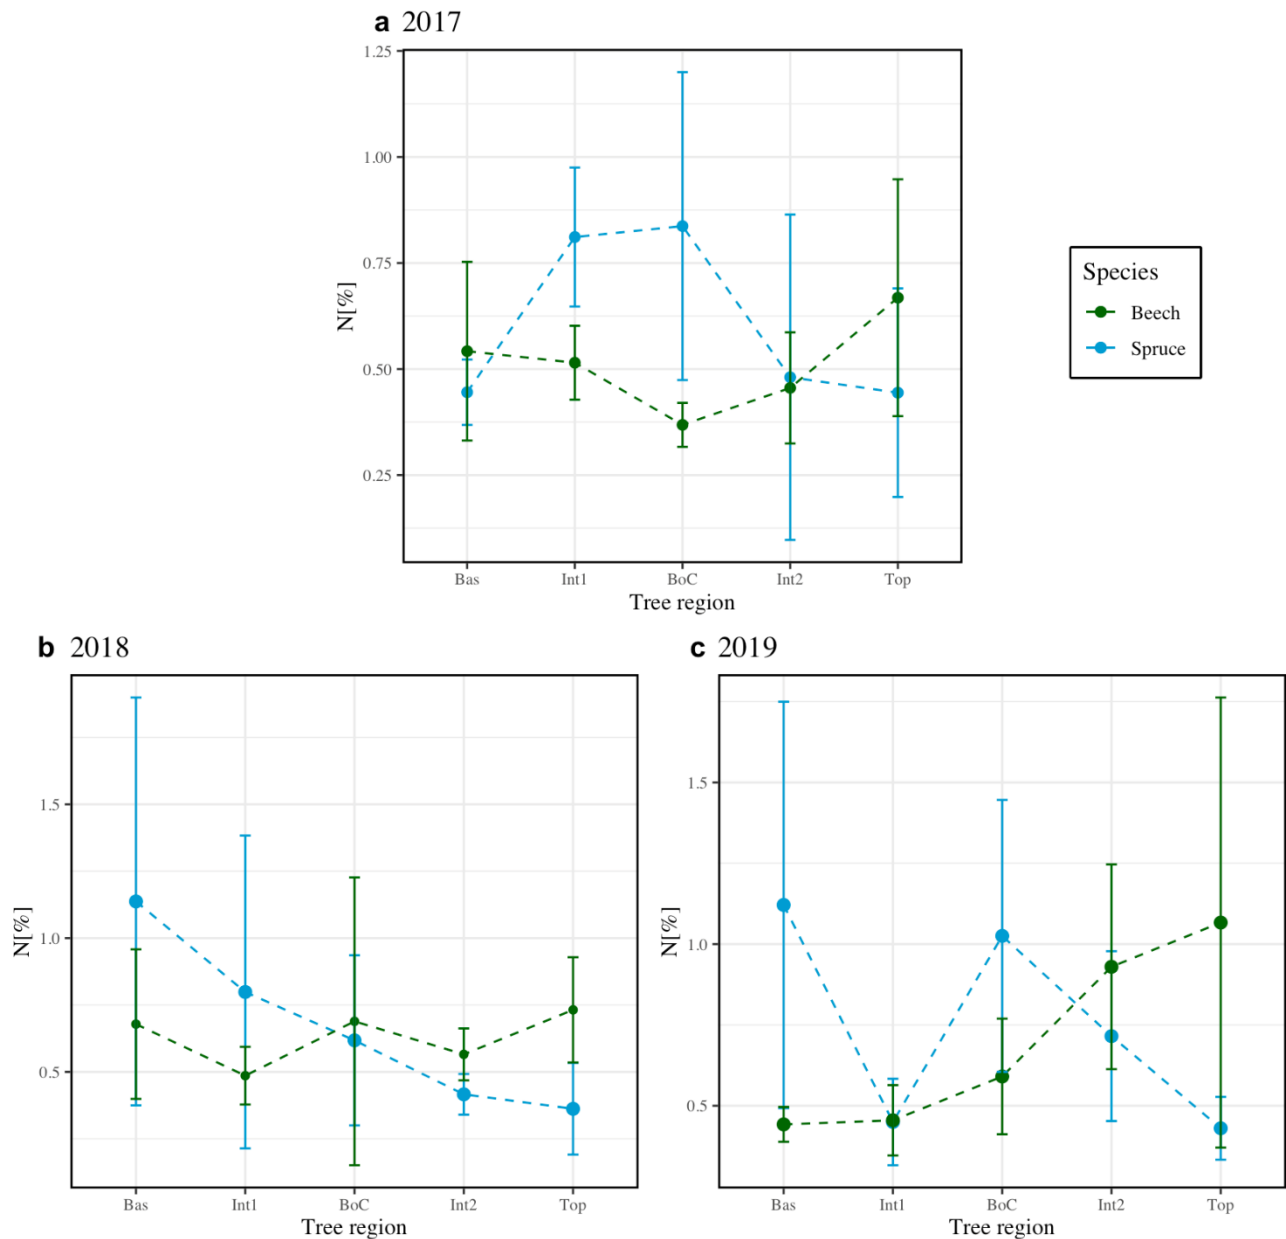 a 2017
1.25
1.00
0.75
0.50
0.25
N[%]
Bas Int1 BoC Int2 Top
Tree region
Species
Beech
Spruce
b 2018
1.5
1.0
0.5
N[%]
Bas Int1 BoC Int2 Top
Tree region
c 2019
1.5
1.0
0.5
N[%]
Bas Int1 BoC Int2 Top
Tree region